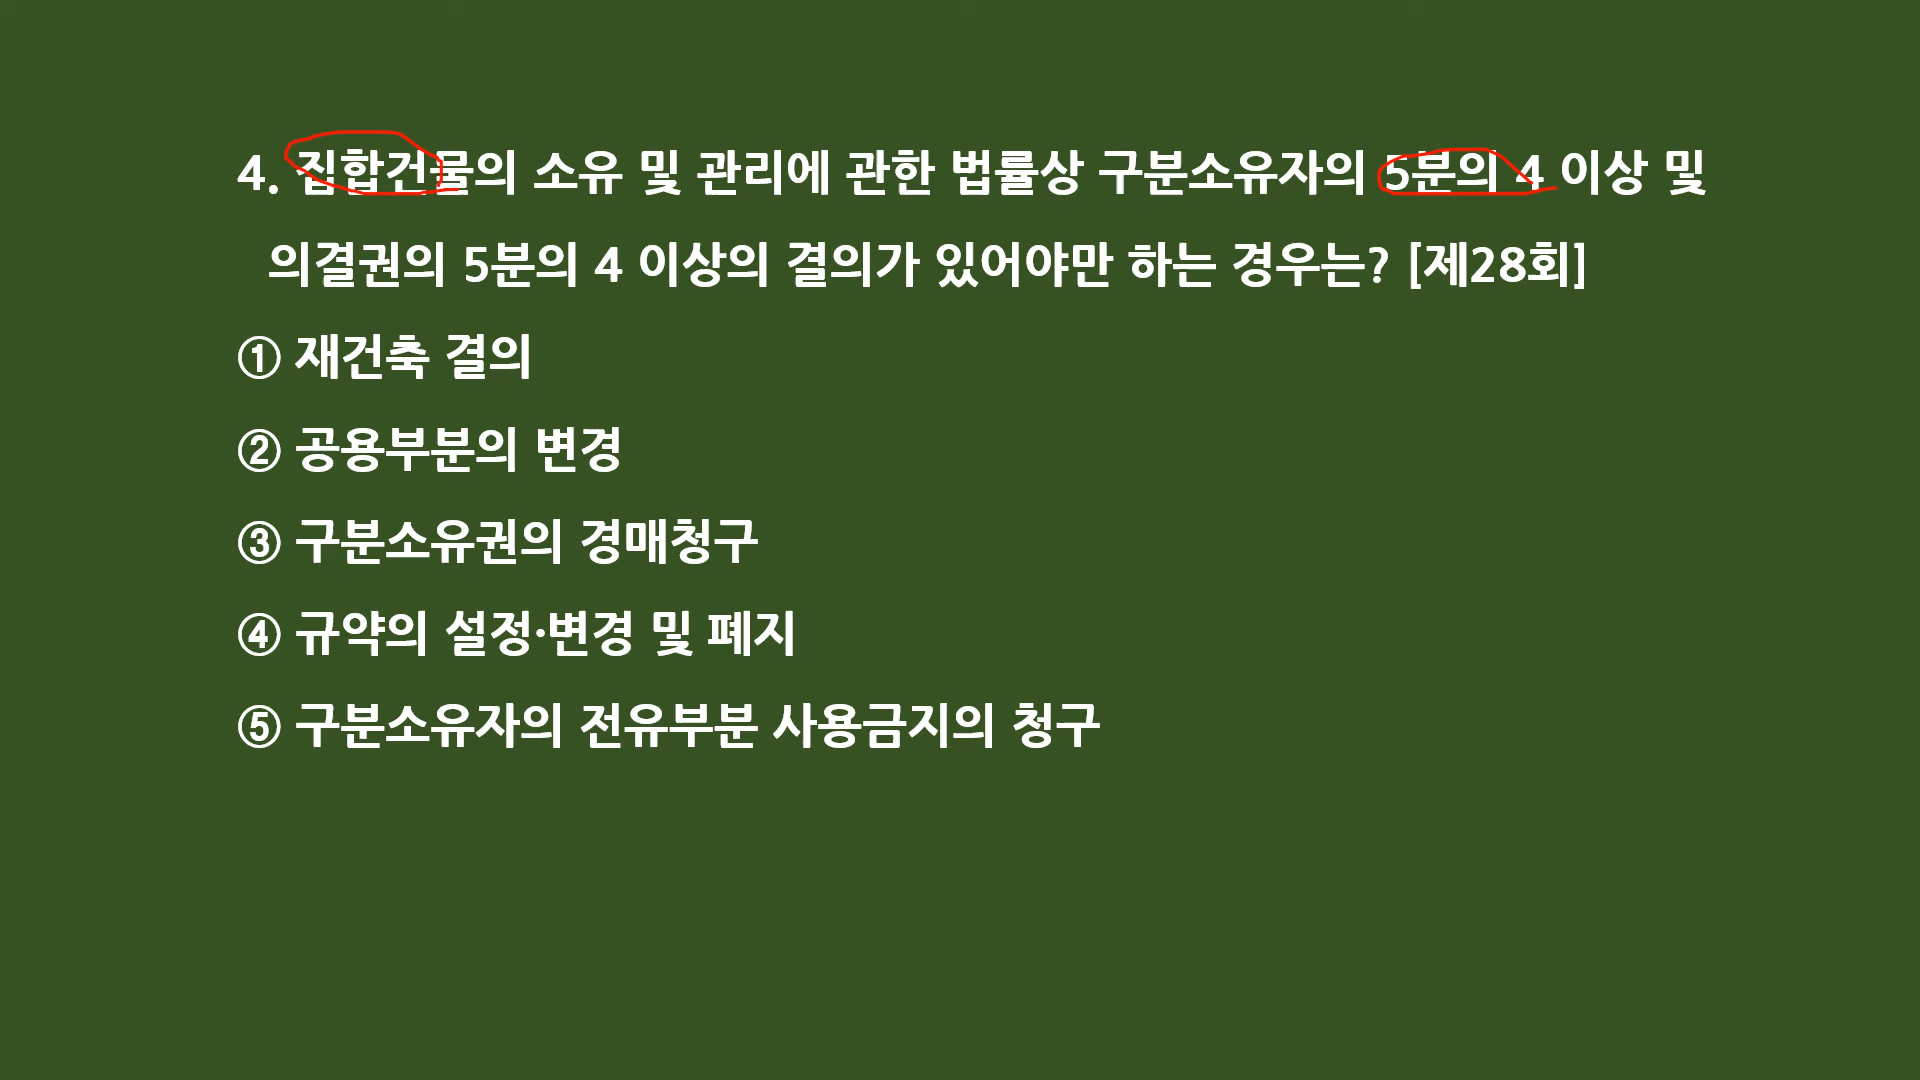 4. 집합건물의 소유 및 관리에 관한 법률상 구분소유자의 5분의 4 이상 및
의결권의 5분의 4 이상의 결의가 있어야만 하는 경우는? [제28회]
① 재건축 결의
② 공용부분의 변경
③ 구분소유권의 경매청구
④ 규약의 설정·변경 및 폐지
⑤ 구분소유자의 전유부분 사용금지의 청구